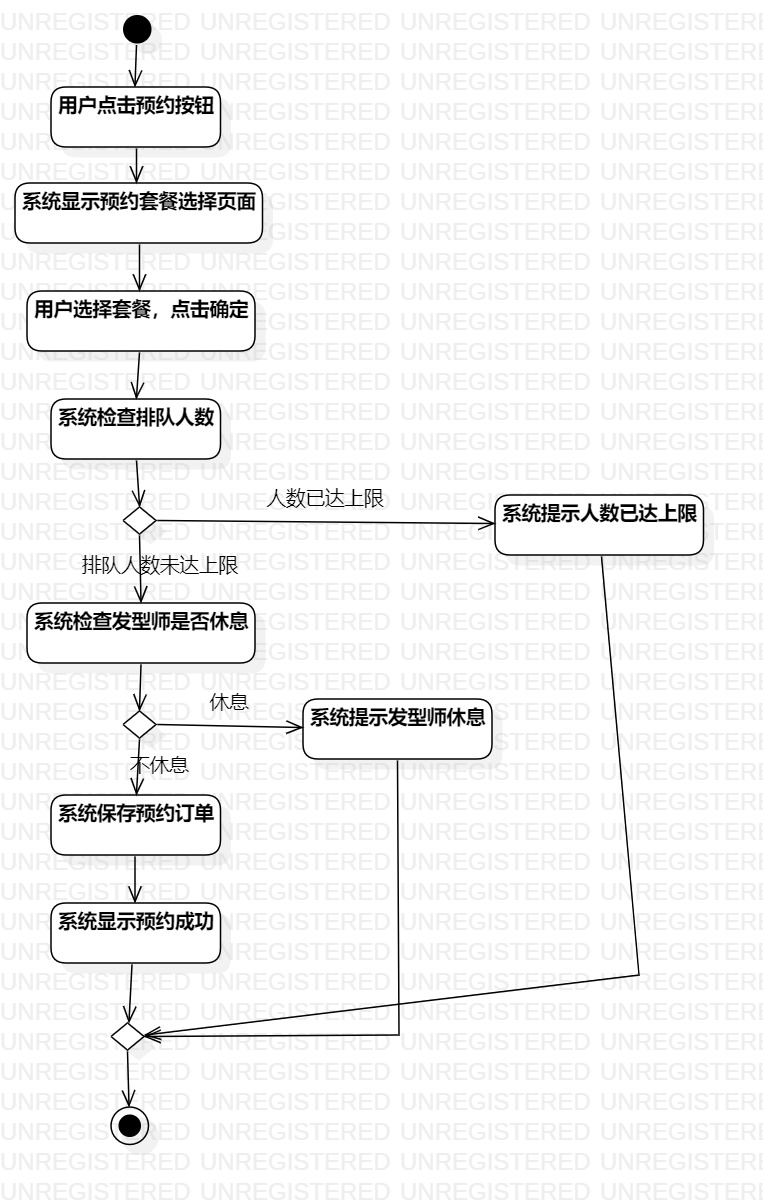 用户点击预约按钮
系统显示预约套餐选择页面
用户选择套餐，点击确定
系统检查排队人数
人数已达上限
系统提示人数已达上限
排队人数未达上限
系统检查发型师是否休息
休息
系统提示发型师休息
不休息
系统保存预约订单
系统显示预约成功
UNREGISTERED